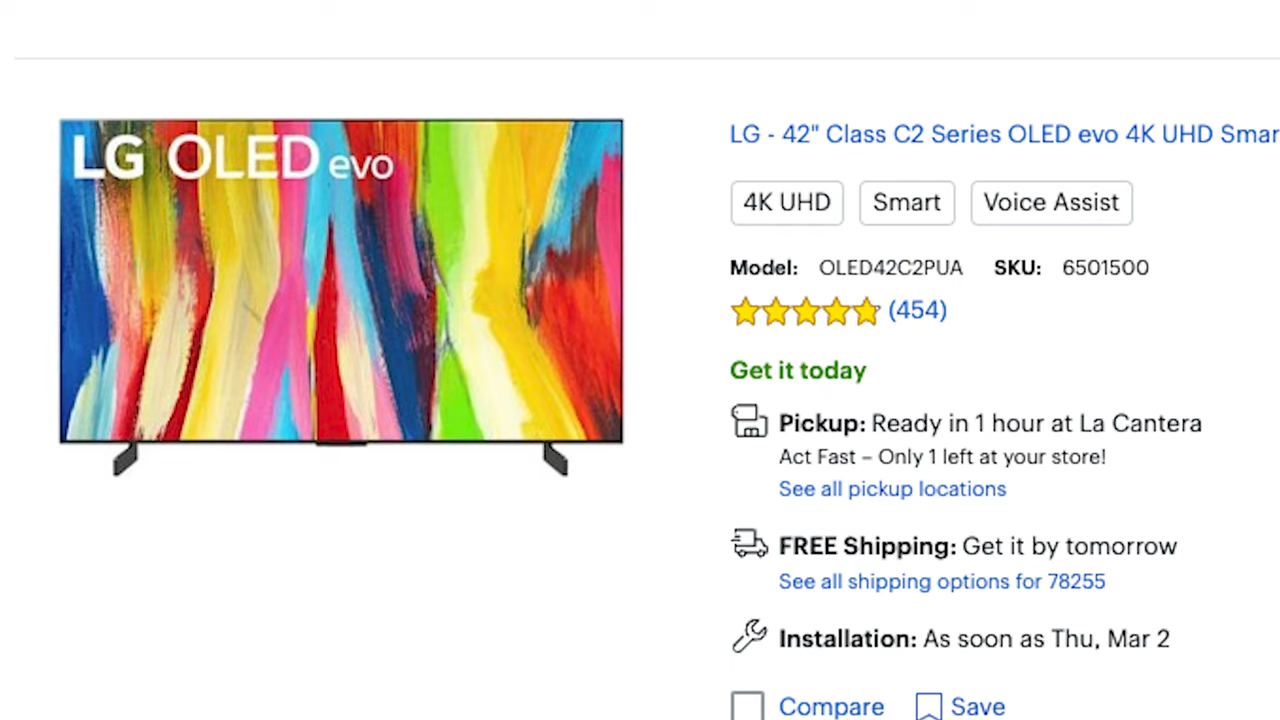 LG OLED evo
LG - 42" Class C2 Series OLED evo 4K UHD Smar
4K UHD Smart Voice Assist
Model: OLED42C2PUA SKU: 6501500
(454)
Get it today
Pickup: Ready in 1 hour at La Cantera
Act Fast – Only 1 left at your store!
See all pickup locations
FREE Shipping: Get it by tomorrow
See all shipping options for 78255
Installation: As soon as Thu, Mar 2
Compare Save